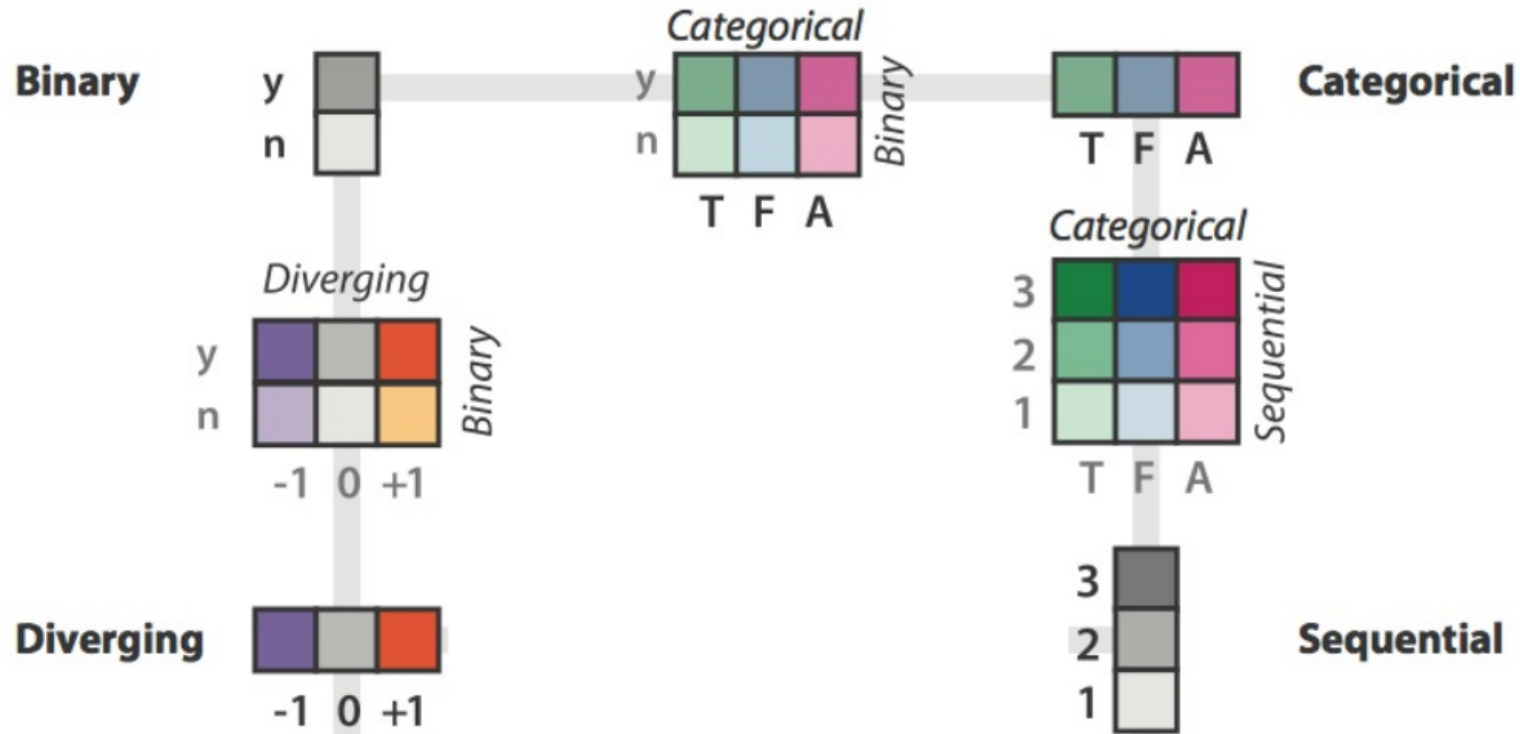 Categorical
Binary
y
n
y
n
Binary
T F A
Categorical
T F A
Diverging
y
n
Binary
-1 0 +1
Categorical
3
2
1
Sequential
T F A
Diverging
-1 0 +1
3
2
1
Sequential